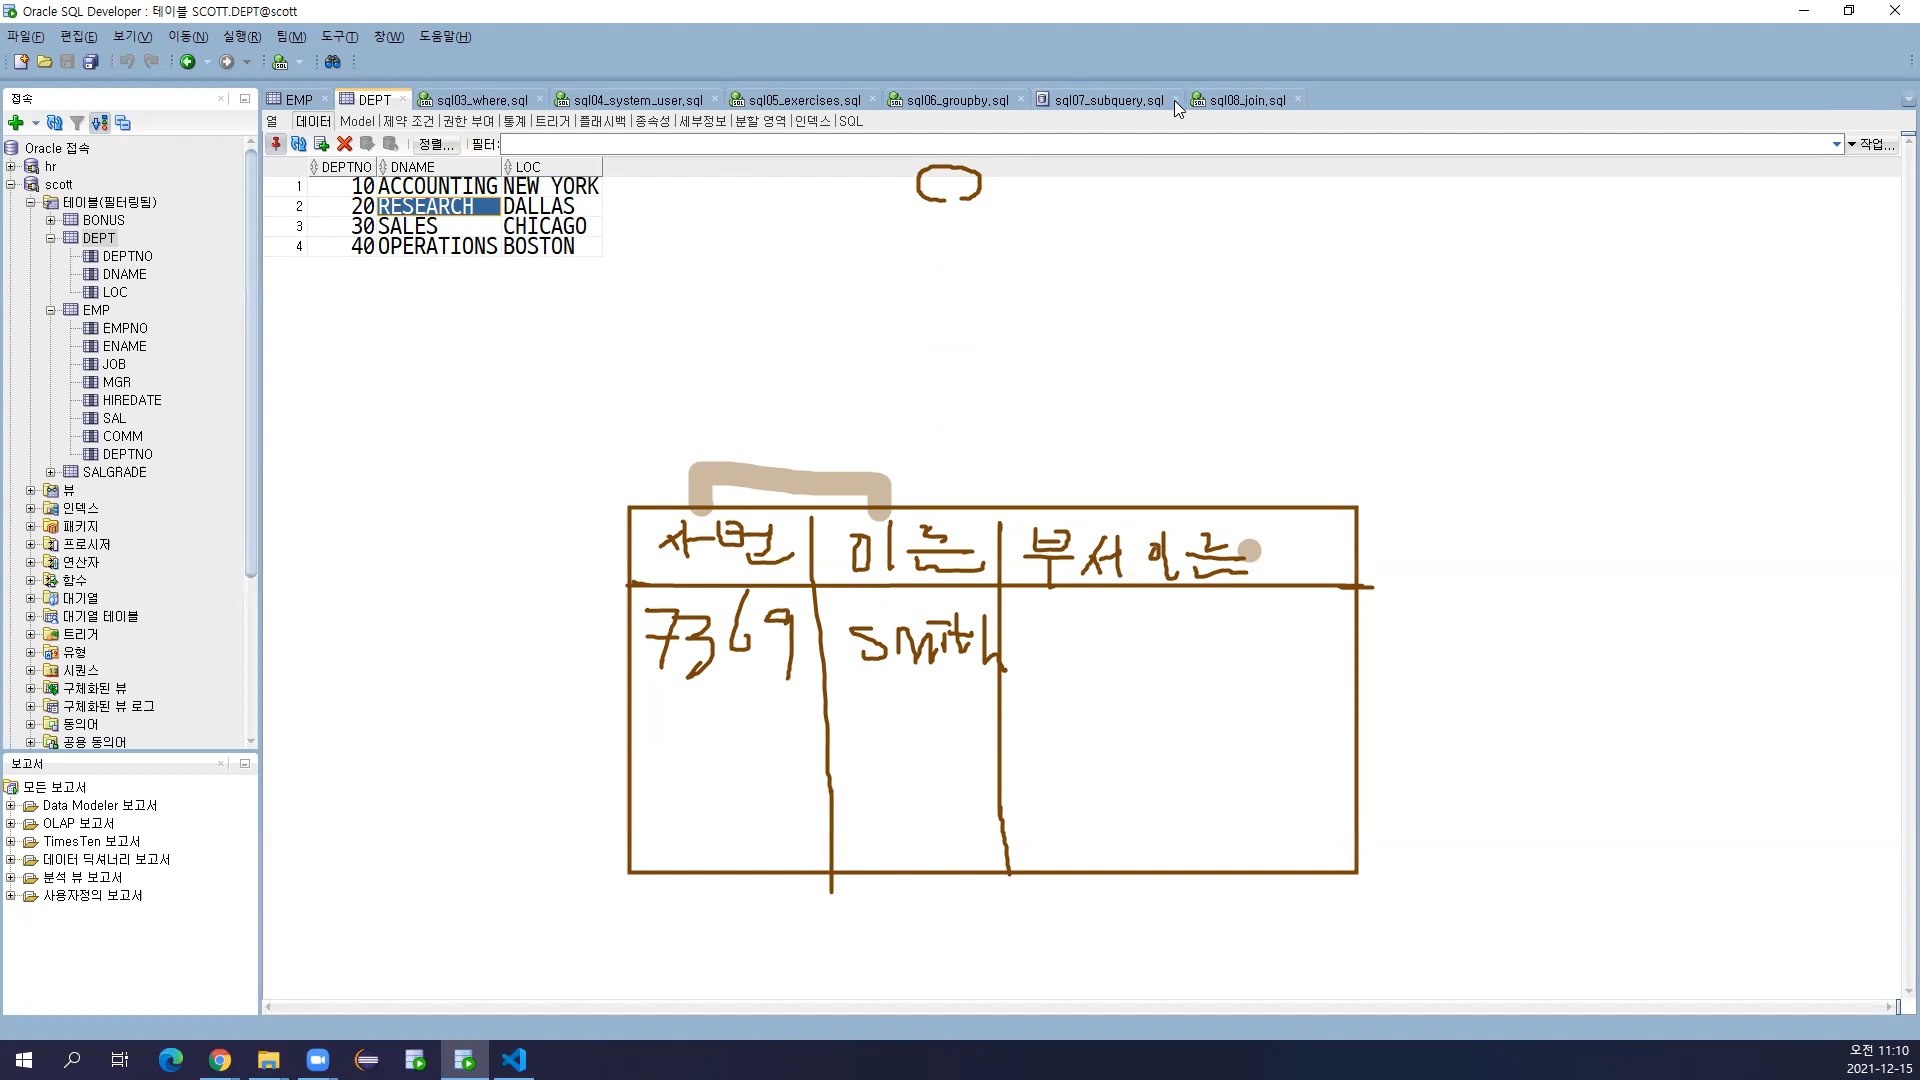 Oracle SQL Developer : 테이블 SCOTT.DEPT@scott
파일(F) 편집(E) 보기(V) 이동(N) 실행(R) 팀(M) 도구(T) 창(W) 도움말(H)
접속
EMP DEPT sql03_where,sql sql04_system_user,sql sql05_exercises,sql sql06_groupby,sql sql07_subquery,sql sql08_join,sql
열 데이터 Model 제약 조건 권한 부여 통계 트리거 플래시백 종속성 세부정보 분할 영역 인덱스 SQL
정렬,,, 필터: 작업,,,
DEPTNO DNAME LOC
1 10 ACCOUNTING NEW YORK
2 20 RESEARCH DALLAS
3 30 SALES CHICAGO
4 40 OPERATIONS BOSTON
Oracle 접속
hr
scott
테이블(필터링됨)
BONUS
DEPT
DEPTNO
DNAME
LOC
EMP
EMPNO
ENAME
JOB
MGR
HIREDATE
SAL
COMM
DEPTNO
SALGRADE
뷰
인덱스
패키지
프로시저
연산자
함수
대기열
대기열 테이블
트리거
유형
시퀀스
구체화된 뷰
구체화된 뷰 로그
동의어
공용 동의어
보고서
모든 보고서
Data Modeler 보고서
OLAP 보고서
TimesTen 보고서
데이터 딕셔너리 보고서
분석 뷰 보고서
사용자정의 보고서
사번 이름 부서이름
7369 smith
오전 11:10
2021-12-15